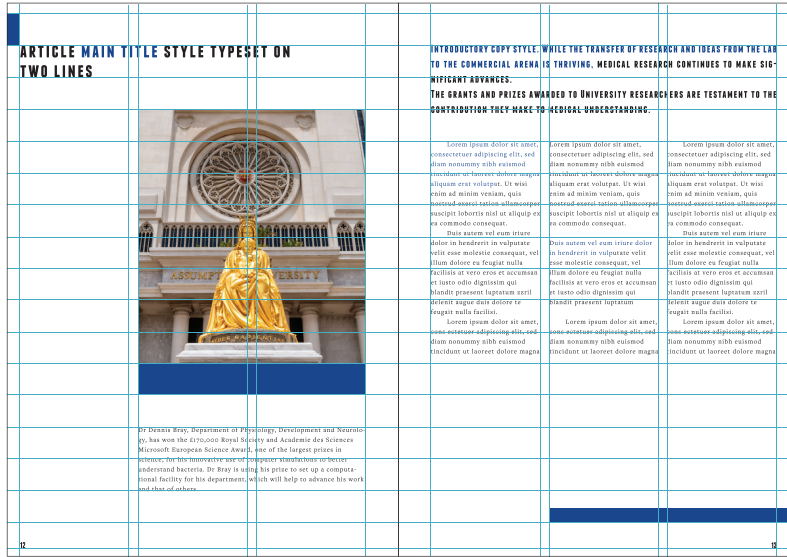 ARTICLE MAIN TITLE STYLE TYPESET ON
TWO LINES
ASSUMPTION UNIVERSITY
SEDES SAPIENTIAE
Dr Dennis Bray, Department of Physiology, Development and Neurolo-
gy, has won the £170,000 Royal Society and Academie des Sciences
Microsoft European Science Award, one of the largest prizes in
science, for his innovative use of computer simulations to better
understand bacteria. Dr Bray is using his prize to set up a computa-
tional facility for his department, which will help to advance his work
and that of others.
12
INTRODUCTORY COPY STYLE. WHILE THE TRANSFER OF RESEARCH AND IDEAS FROM THE LAB
TO THE COMMERCIAL ARENA IS THRIVING, MEDICAL RESEARCH CONTINUES TO MAKE SIG-
NIFICANT ADVANCES.
THE GRANTS AND PRIZES AWARDED TO UNIVERSITY RESEARCHERS ARE TESTAMENT TO THE
CONTRIBUTION THEY MAKE TO MEDICAL UNDERSTANDING.
Lorem ipsum dolor sit amet,
consectetuer adipiscing elit, sed
diam nonummy nibh euismod
tincidunt ut laoreet dolore magna
aliquam erat volutpat. Ut wisi
enim ad minim veniam, quis
nostrud exerci tation ullamcorper
suscipit lobortis nisl ut aliquip ex
ea commodo consequat.
Duis autem vel eum iriure
dolor in hendrerit in vulputate
velit esse molestie consequat, vel
illum dolore eu feugiat nulla
facilisis at vero eros et accumsan
et iusto odio dignissim qui
blandit praesent luptatum zzril
delenit augue duis dolore te
feugait nulla facilisi.
Lorem ipsum dolor sit amet,
cons ectetuer adipiscing elit, sed
diam nonummy nibh euismod
tincidunt ut laoreet dolore magna
Lorem ipsum dolor sit amet,
consectetuer adipiscing elit, sed
diam nonummy nibh euismod
tincidunt ut laoreet dolore magna
aliquam erat volutpat. Ut wisi
enim ad minim veniam, quis
nostrud exerci tation ullamcorper
suscipit lobortis nisl ut aliquip ex
ea commodo consequat.
Duis autem vel eum iriure dolor
in hendrerit in vulputate velit
esse molestie consequat, vel
illum dolore eu feugiat nulla
facilisis at vero eros et accumsan
et iusto odio dignissim qui
blandit praesent luptatum
Lorem ipsum dolor sit amet,
cons ectetuer adipiscing elit, sed
diam nonummy nibh euismod
tincidunt ut laoreet dolore magna
Lorem ipsum dolor sit amet,
consectetuer adipiscing elit, sed
diam nonummy nibh euismod
tincidunt ut laoreet dolore magna
aliquam erat volutpat. Ut wisi
enim ad minim veniam, quis
nostrud exerci tation ullamcorper
suscipit lobortis nisl ut aliquip ex
ea commodo consequat.
Duis autem vel eum iriure
dolor in hendrerit in vulputate
velit esse molestie consequat, vel
illum dolore eu feugiat nulla
facilisis at vero eros et accumsan
et iusto odio dignissim qui
blandit praesent luptatum zzril
delenit augue duis dolore te
feugait nulla facilisi.
Lorem ipsum dolor sit amet,
cons ectetuer adipiscing elit, sed
diam nonummy nibh euismod
tincidunt ut laoreet dolore magna
13